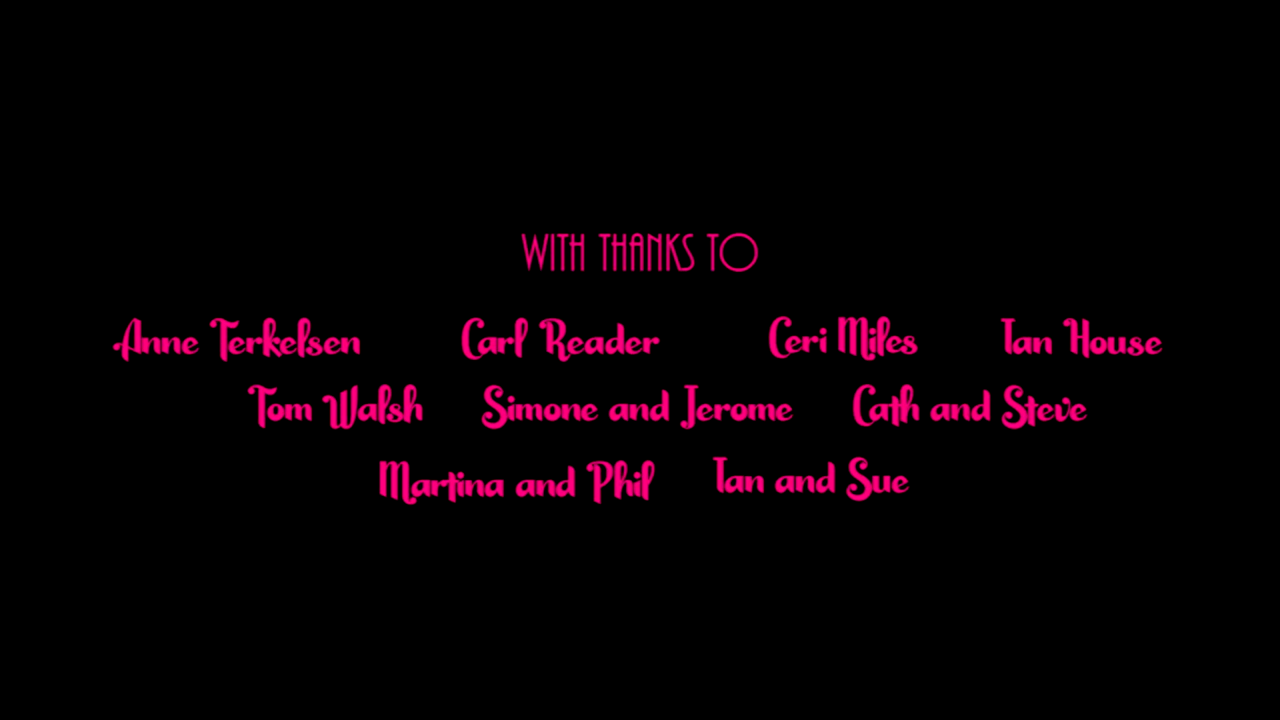 WITH THANKS TO
Anne Terkelsen Carl Reader Ceri Miles Ian House
Tom Walsh Simone and Jerome Cath and Steve
Martina and Phil Ian and Sue